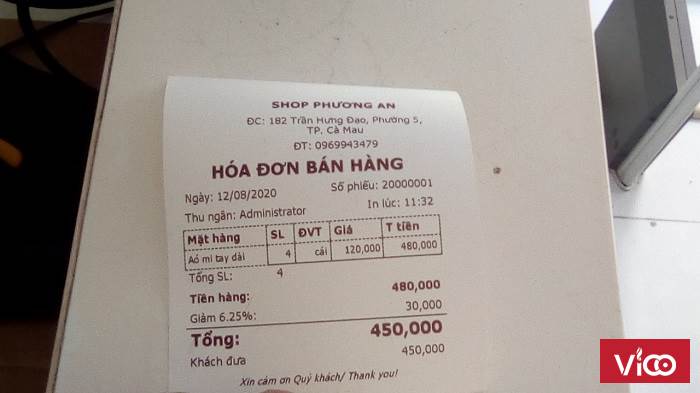 SHOP PHƯƠNG AN
ĐC: 182 Trần Hưng Đạo, Phường 5,
TP. Cà Mau
ĐT: 0969943479
HÓA ĐƠN BÁN HÀNG
Ngày: 12/08/2020 Số phiếu: 20000001
Thu ngân: Administrator In lúc: 11:32
Mặt hàng SL ĐVT Giá T tiền
Aó mi tay dài 4 cái 120,000 480,000
Tổng SL: 4
Tiền hàng: 480,000
Giảm 6.25%: 30,000
Tổng: 450,000
Khách đưa 450,000
Xin cảm ơn Quý khách/ Thank you!
Vico